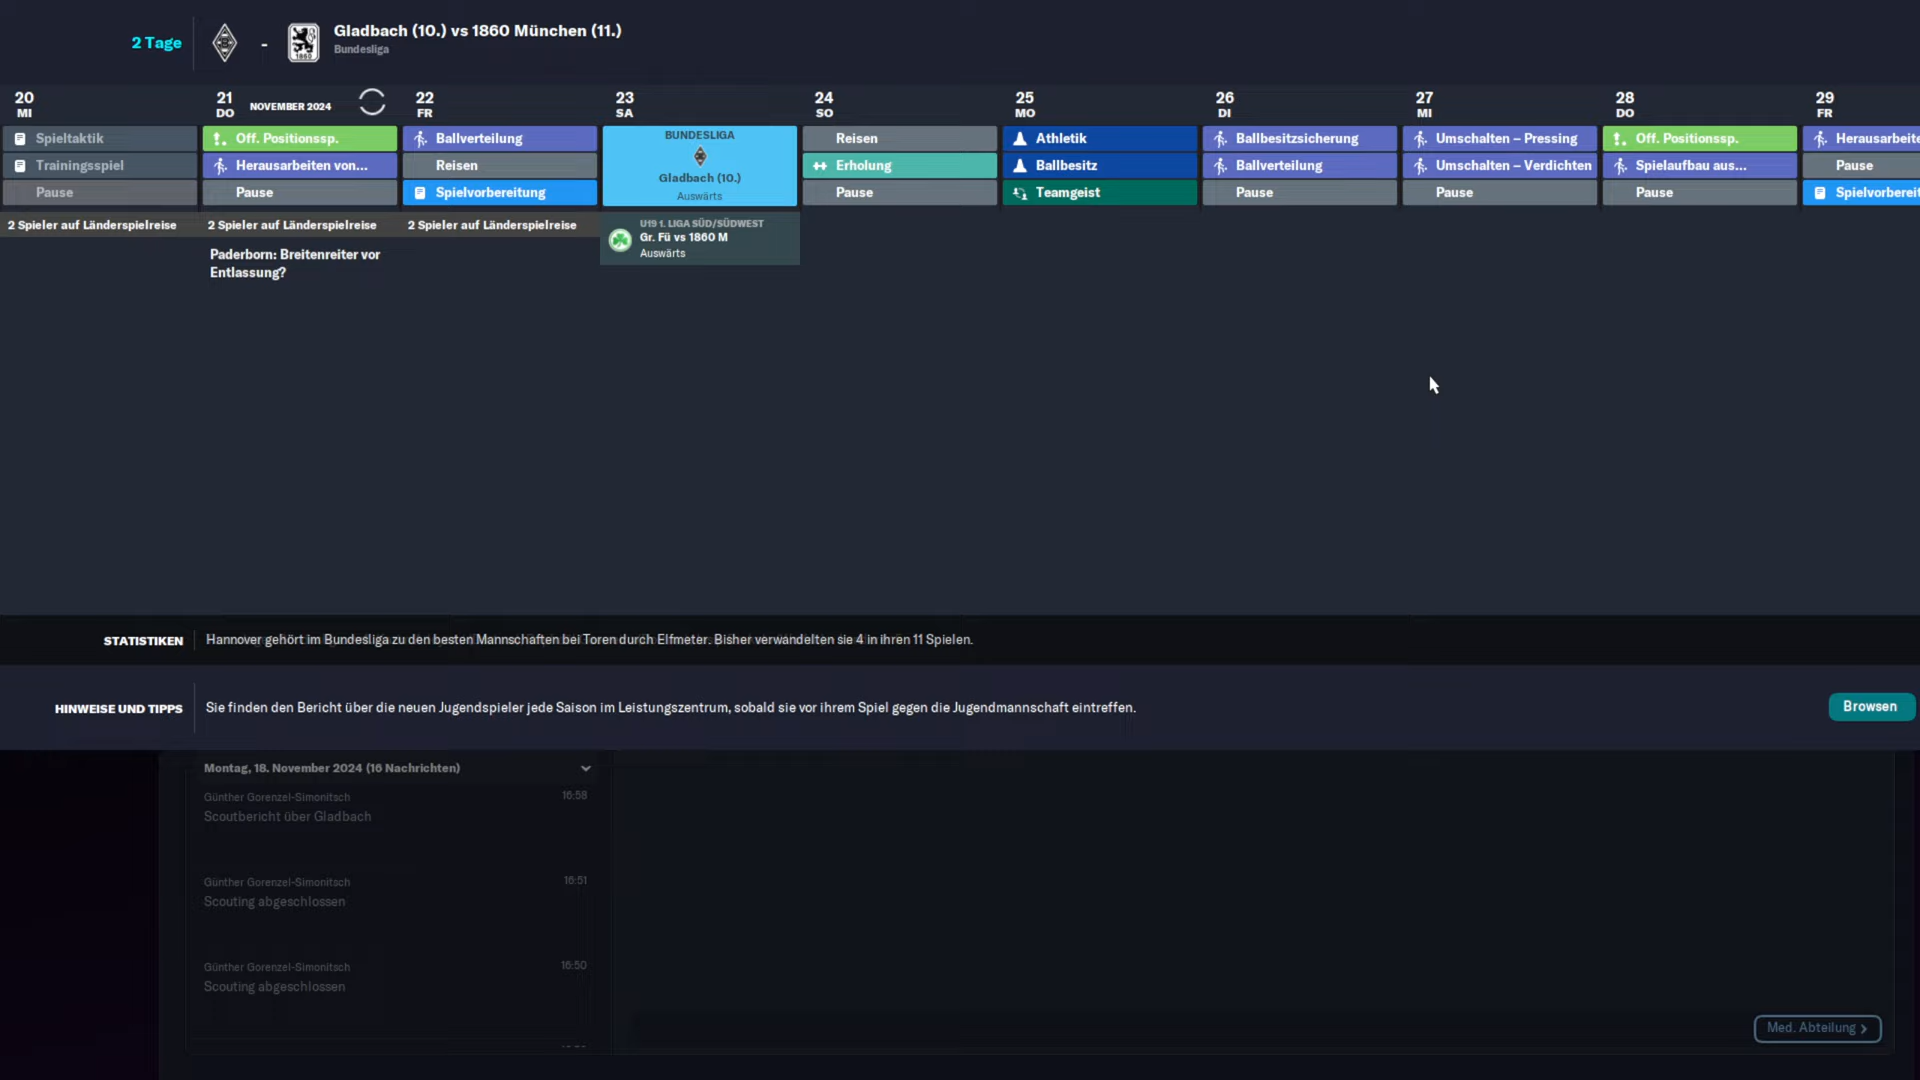 2 Tage
-
Gladbach (10.) vs 1860 München (11.)
Bundesliga
20
MI
21
DO
NOVEMBER 2024
22
FR
23
SA
24
SO
25
MO
26
DI
27
MI
28
DO
29
FR
Spieltaktik
Trainingsspiel
Pause
2 Spieler auf Länderspielreise
Off. Positionssp.
Herausarbeiten von...
Pause
2 Spieler auf Länderspielreise
Paderborn: Breitenreiter vor
Entlassung?
Ballverteilung
Reisen
Spielvorbereitung
2 Spieler auf Länderspielreise
BUNDESLIGA
Gladbach (10.)
Auswärts
U19 1. LIGA SÜD/SÜDWEST
Gr. Fü vs 1860 M
Auswärts
Reisen
Erholung
Pause
Athletik
Ballbesitz
Teamgeist
Ballbesitzsicherung
Ballverteilung
Pause
Umschalten – Pressing
Umschalten – Verdichten
Pause
Off. Positionssp.
Spielaufbau aus...
Pause
Herausarbeite
Pause
Spielvorbereit
STATISTIKEN
Hannover gehört im Bundesliga zu den besten Mannschaften bei Toren durch Elfmeter. Bisher verwandelten sie 4 in ihren 11 Spielen.
HINWEISE UND TIPPS
Sie finden den Bericht über die neuen Jugendspieler jede Saison im Leistungszentrum, sobald sie vor ihrem Spiel gegen die Jugendmannschaft eintreffen.
Browsen
Montag, 18. November 2024 (16 Nachrichten)
Günther Gorenzel-Simonitsch
16:58
Scoutbericht über Gladbach
Günther Gorenzel-Simonitsch
16:51
Scouting abgeschlossen
Günther Gorenzel-Simonitsch
16:50
Scouting abgeschlossen
Med. Abteilung